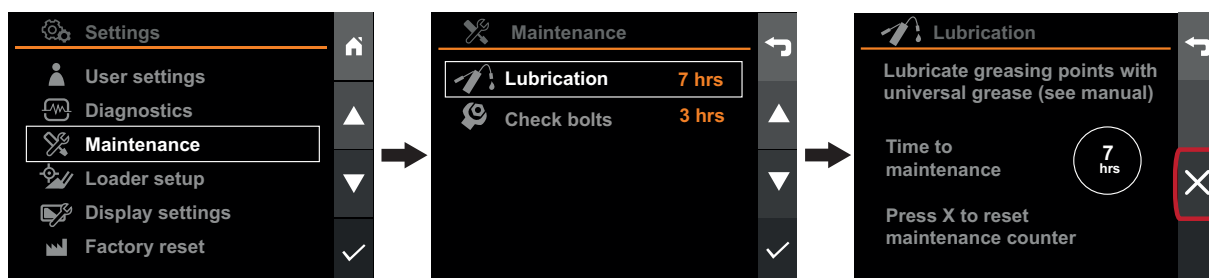 Settings
User settings
Diagnostics
Maintenance
Loader setup
Display settings
Factory reset
Maintenance
Lubrication 7 hrs
Check bolts 3 hrs
Lubrication
Lubricate greasing points with
universal grease (see manual)
Time to
maintenance
7
hrs
Press X to reset
maintenance counter